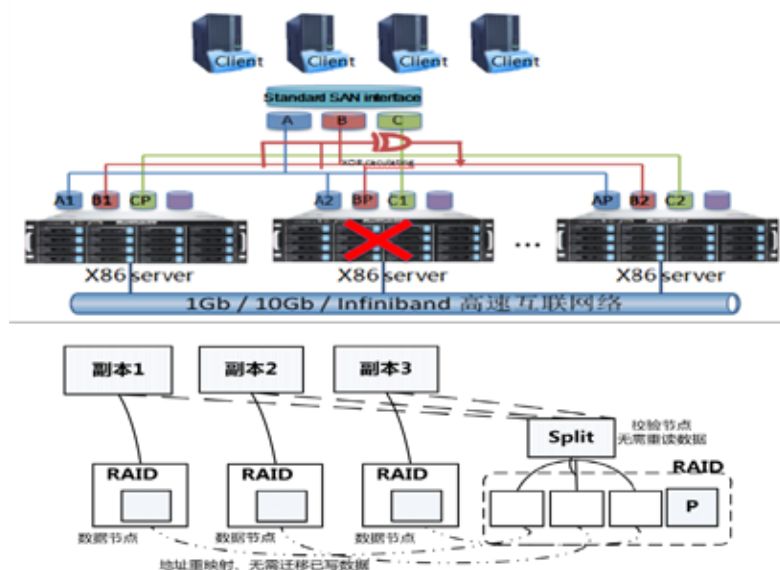 Client Client Client Client
Standard SAN interface
A B C
XOR caculating
A1 B1 CP A2 BP C1 AP B2 C2
...
X86 server X86 server X86 server
1Gb / 10Gb / Infiniband 高速互联网络
副本1 副本2 副本3
Split
校验节点
无需重读数据
RAID RAID RAID RAID
P
数据节点 数据节点 数据节点
地址重映射、无需迁移已写数据